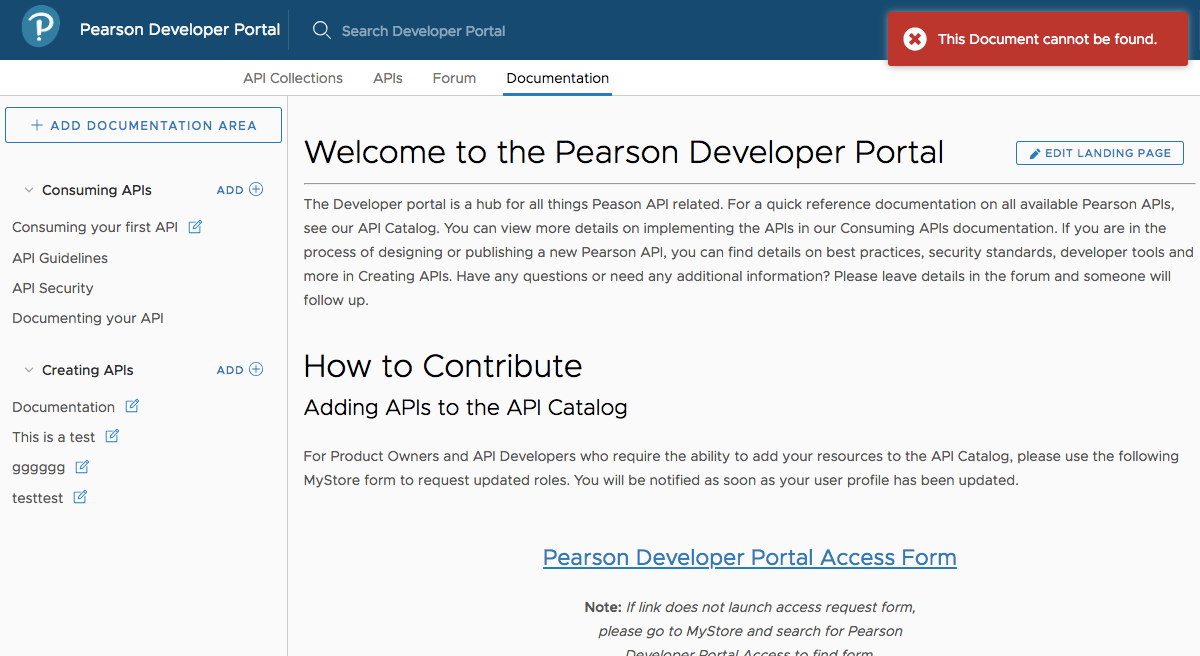 Pearson Developer Portal
Search Developer Portal
This Document cannot be found.
API Collections
APIs
Forum
Documentation
+ ADD DOCUMENTATION AREA
Consuming APIs
ADD
Consuming your first API
API Guidelines
API Security
Documenting your API
Creating APIs
ADD
Documentation
This is a test
gggggg
testtest
Welcome to the Pearson Developer Portal
EDIT LANDING PAGE
The Developer portal is a hub for all things Peason API related. For a quick reference documentation on all available Pearson APIs,
see our API Catalog. You can view more details on implementing the APIs in our Consuming APIs documentation. If you are in the
process of designing or publishing a new Pearson API, you can find details on best practices, security standards, developer tools and
more in Creating APIs. Have any questions or need any additional information? Please leave details in the forum and someone will
follow up.
How to Contribute
Adding APIs to the API Catalog
For Product Owners and API Developers who require the ability to add your resources to the API Catalog, please use the following
MyStore form to request updated roles. You will be notified as soon as your user profile has been updated.
Pearson Developer Portal Access Form
Note: If link does not launch access request form,
please go to MyStore and search for Pearson
Developer Portal Access to find form